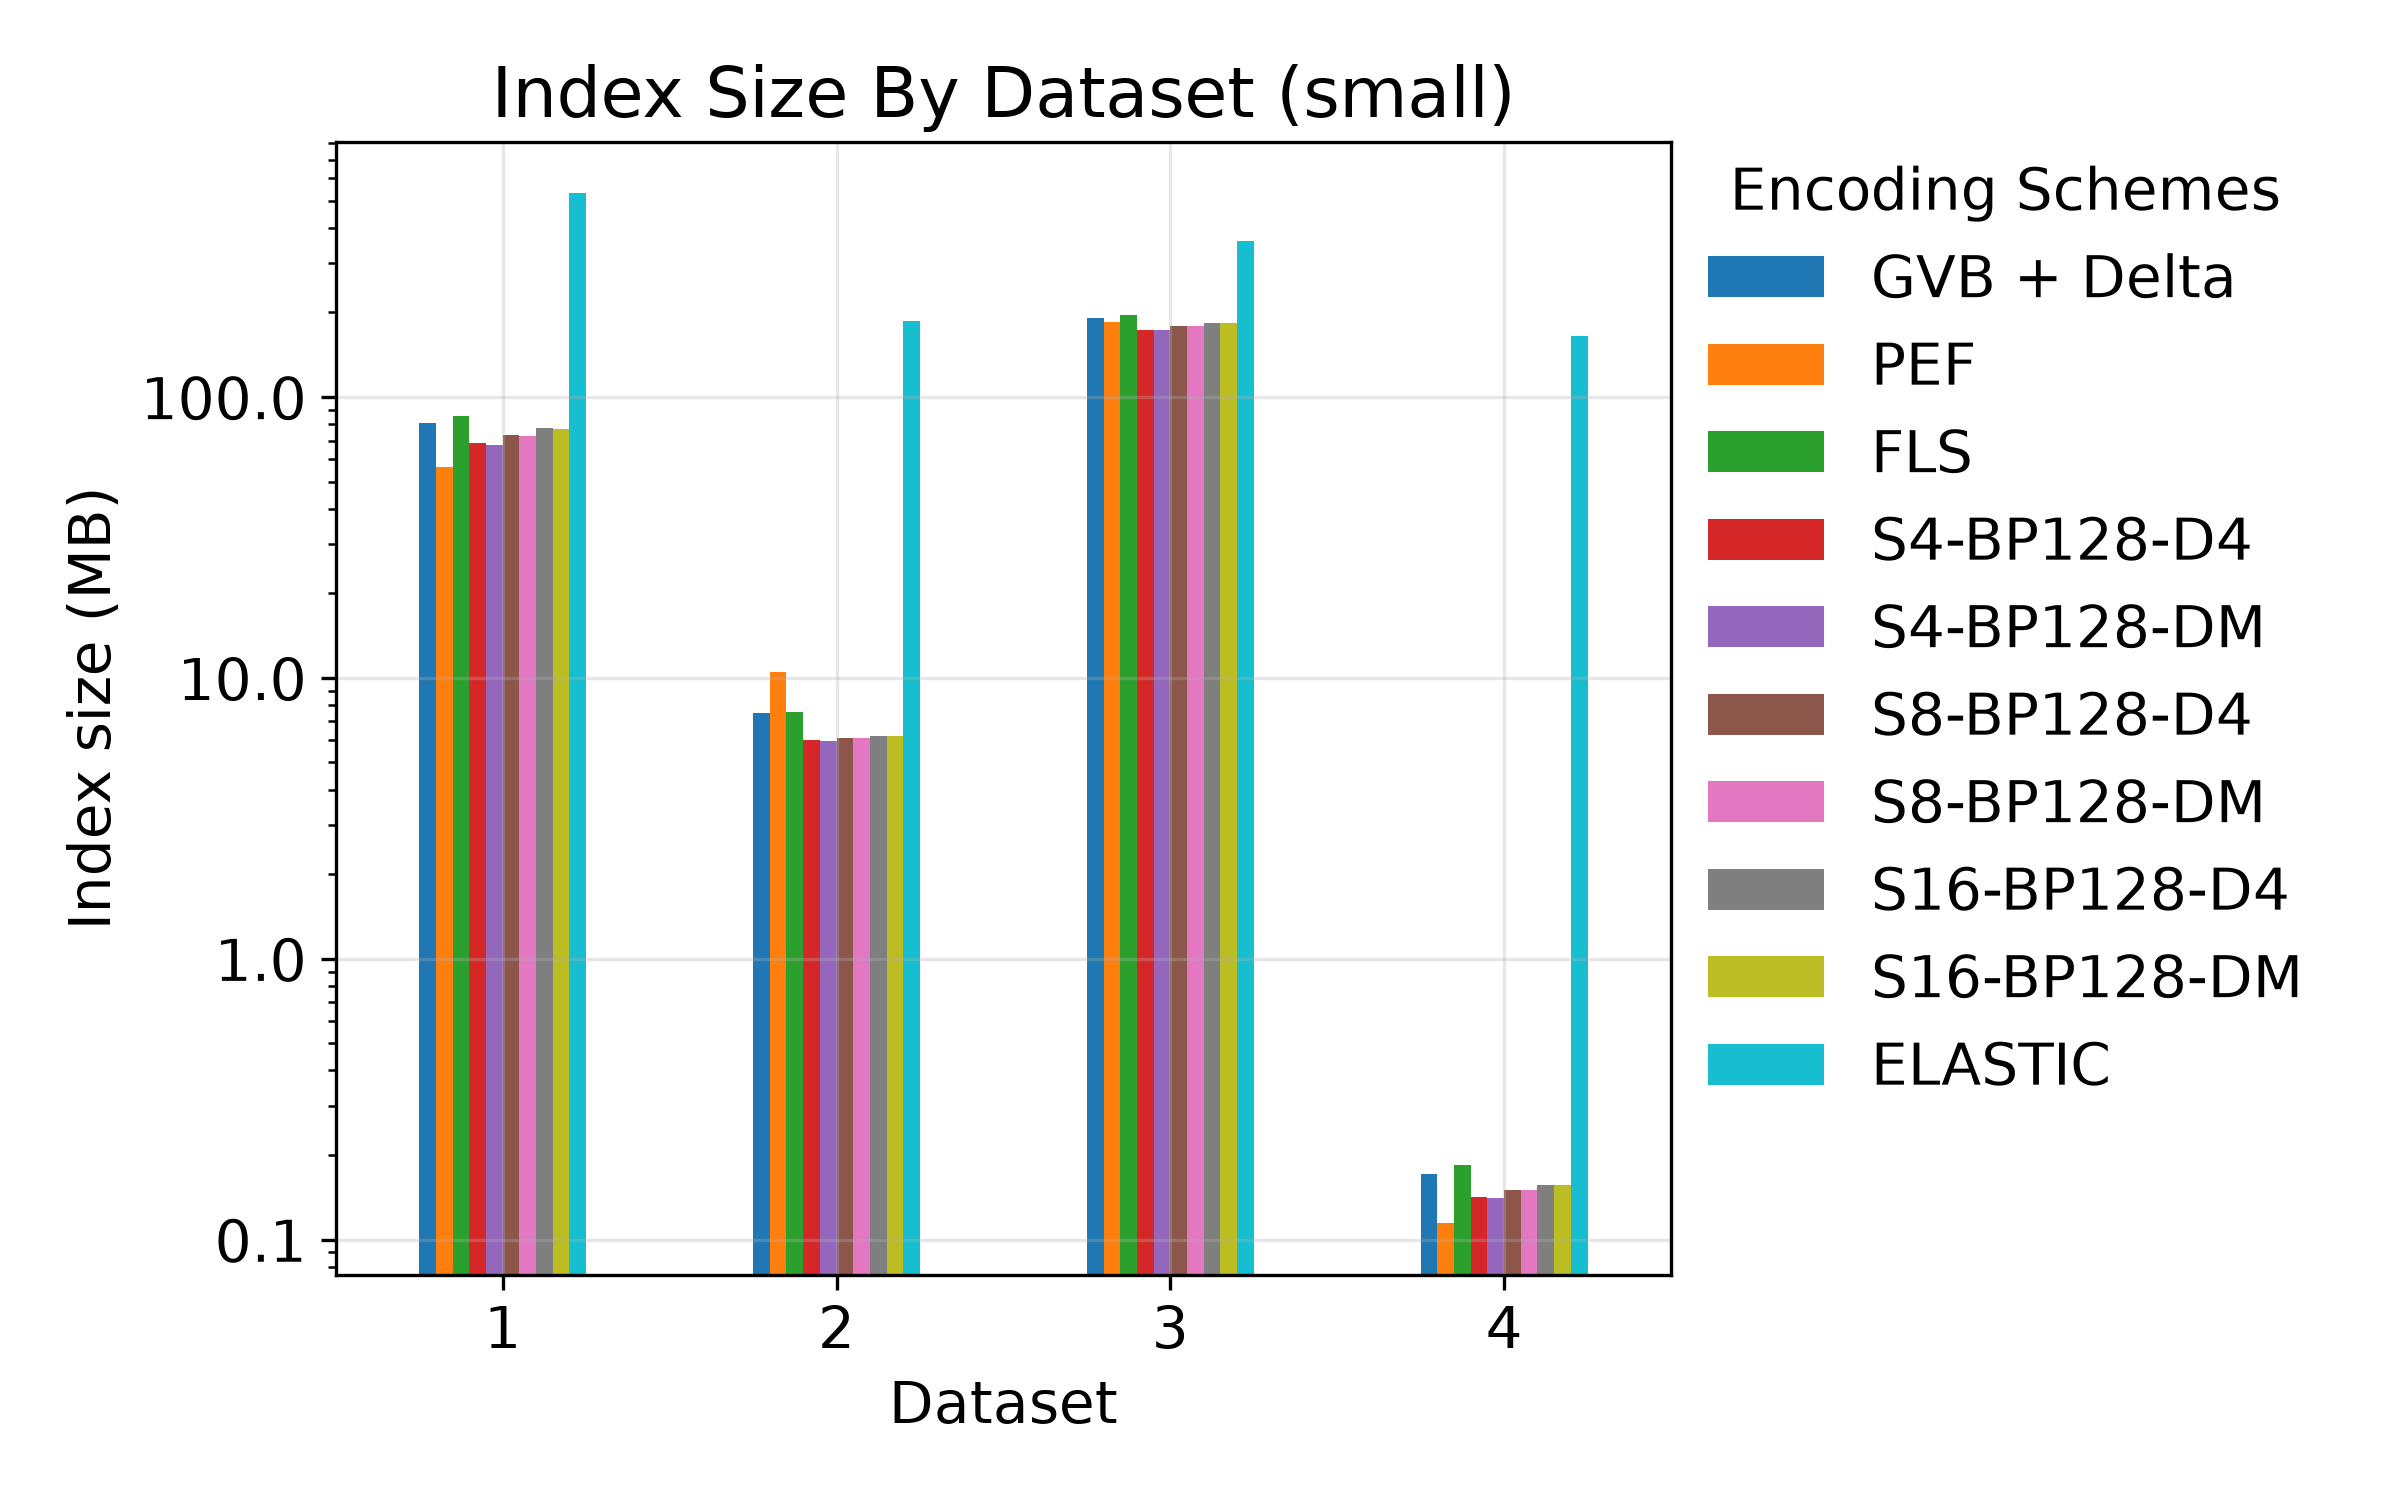 Index Size By Dataset (small)
Index size (MB)
100.0
10.0
1.0
0.1
1
2
3
4
Dataset
Encoding Schemes
GVB + Delta
PEF
FLS
S4-BP128-D4
S4-BP128-DM
S8-BP128-D4
S8-BP128-DM
S16-BP128-D4
S16-BP128-DM
ELASTIC